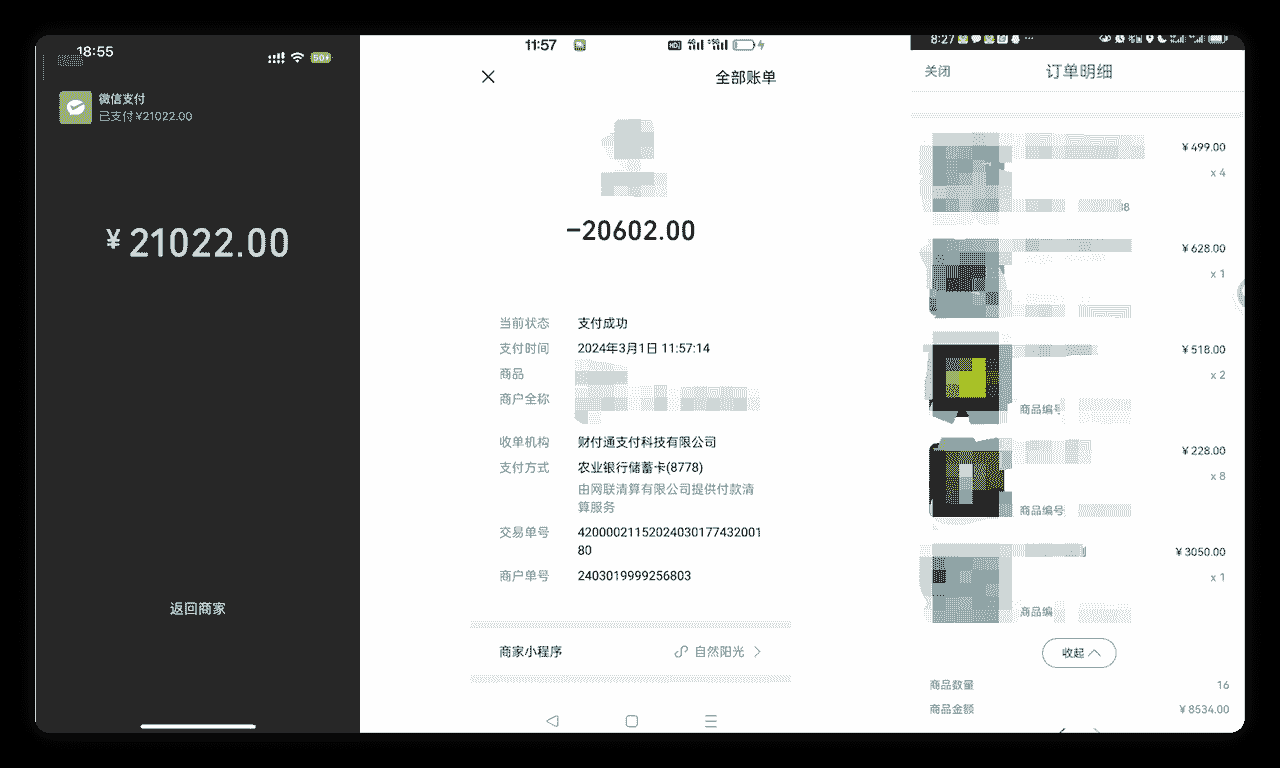 18:55
50
微信支付
已支付¥21022.00
¥21022.00
返回商家
11:57
HD
全部账单
-20602.00
当前状态 支付成功
支付时间 2024年3月1日 11:57:14
商品
商户全称
收单机构 财付通支付科技有限公司
支付方式 农业银行储蓄卡(8778)
由网联清算有限公司提供付款清
算服务
交易单号 42000021152024030177432001
80
商户单号 2403019999256803
商家小程序 自然阳光
8:27
关闭 订单明细
¥499.00
x 4
¥628.00
x 1
¥518.00
x 2
商品编号
¥228.00
x 8
商品编号
¥3050.00
x 1
商品编
收起
商品数量 16
商品金额 ¥8534.00